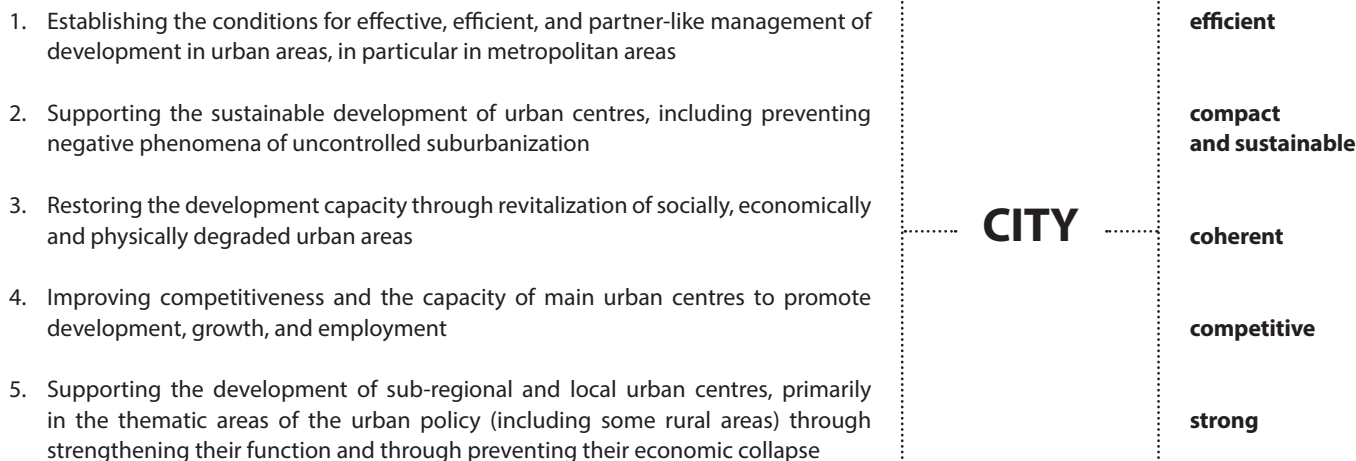 1. Establishing the conditions for effective, efficient, and partner-like management of
development in urban areas, in particular in metropolitan areas
2. Supporting the sustainable development of urban centres, including preventing
negative phenomena of uncontrolled suburbanization
3. Restoring the development capacity through revitalization of socially, economically
and physically degraded urban areas
4. Improving competitiveness and the capacity of main urban centres to promote
development, growth, and employment
5. Supporting the development of sub-regional and local urban centres, primarily
in the thematic areas of the urban policy (including some rural areas) through
strengthening their function and through preventing their economic collapse
CITY
efficient
compact
and sustainable
coherent
competitive
strong